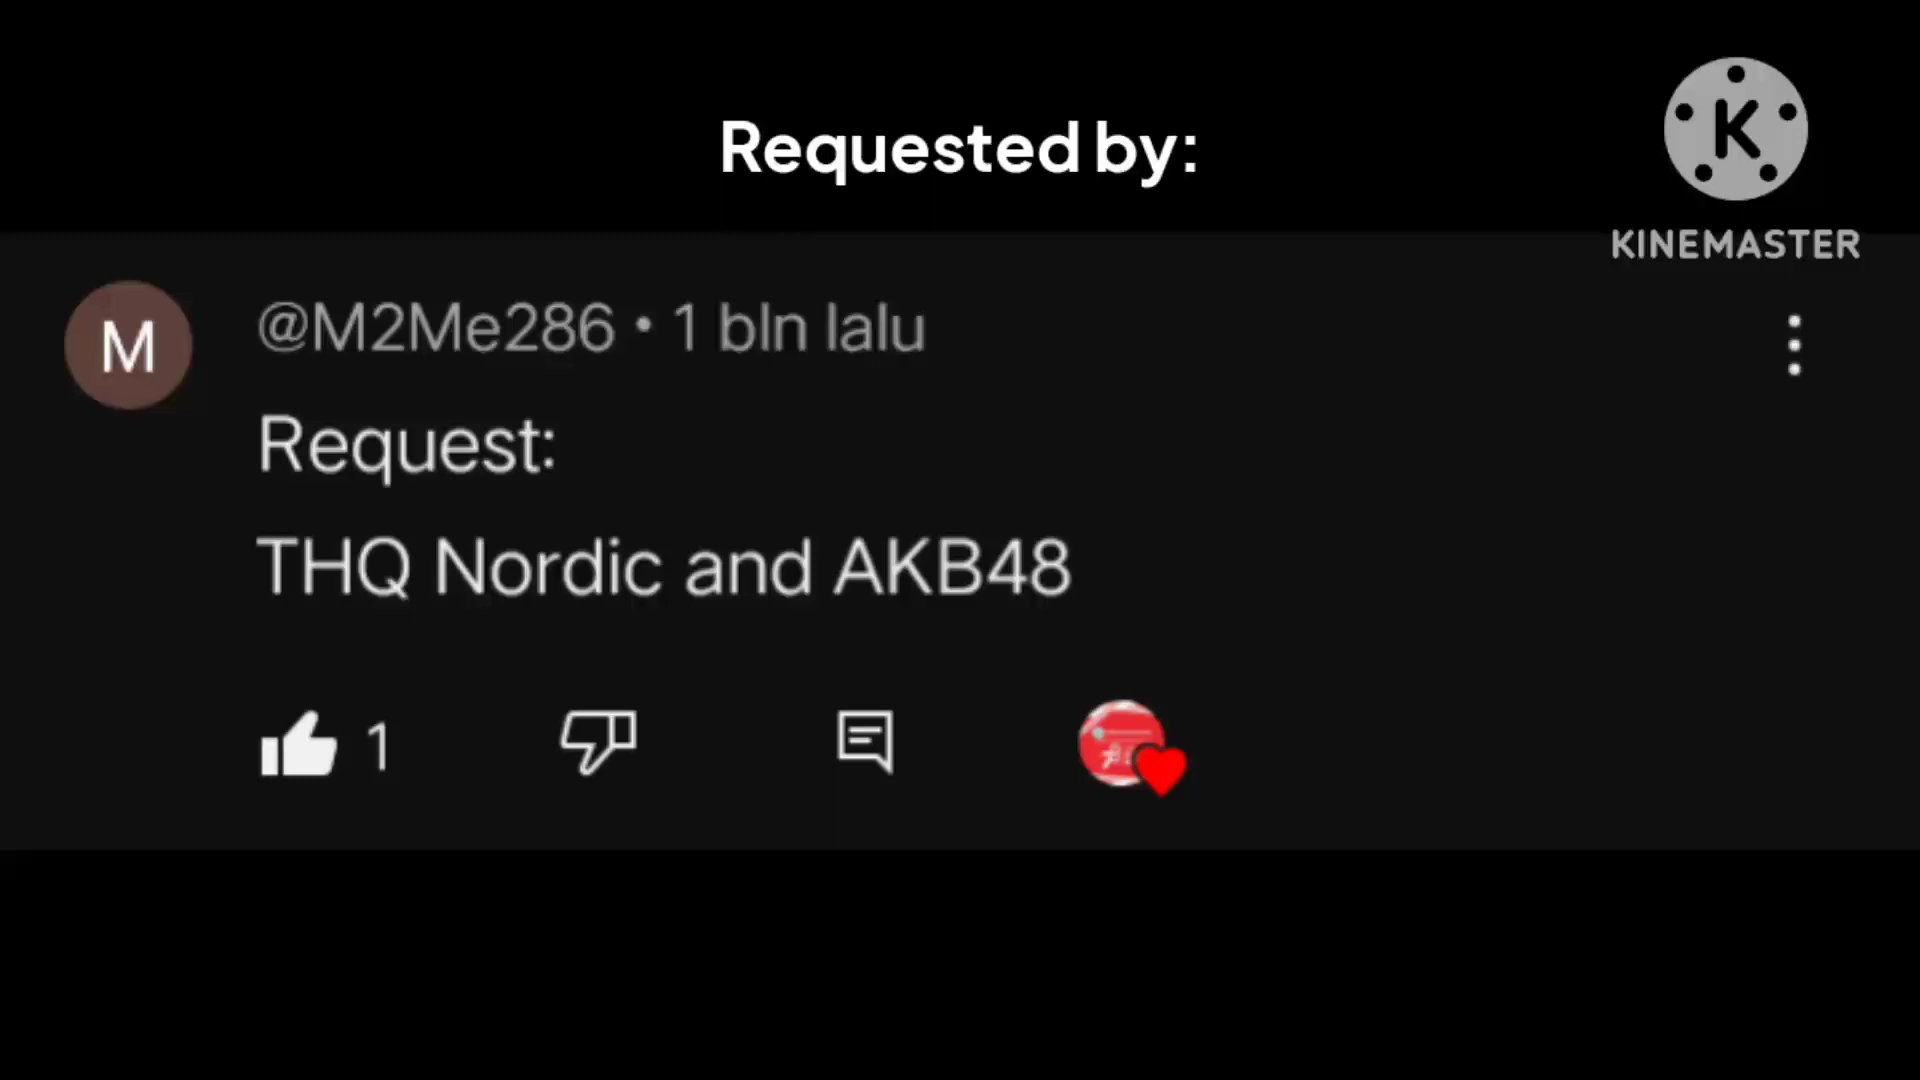 Requested by:
K
KINEMASTER
M
@M2Me286 • 1 bln lalu
Request:
THQ Nordic and AKB48
1